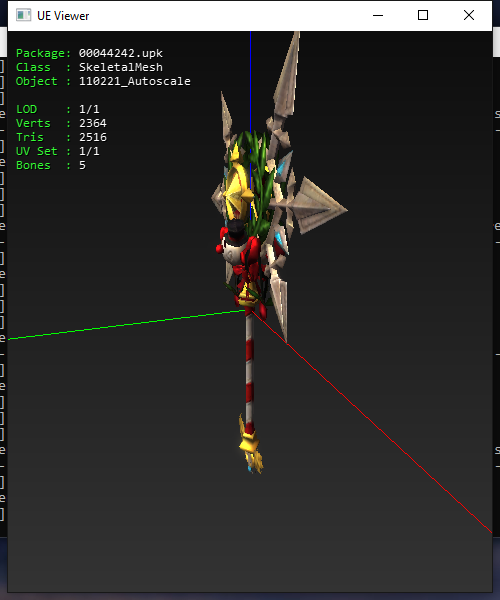 UE Viewer
Package: 00044242.upk
Class : SkeletalMesh
Object : 110221_Autoscale
LOD : 1/1
Verts : 2364
Tris : 2516
UV Set : 1/1
Bones : 5